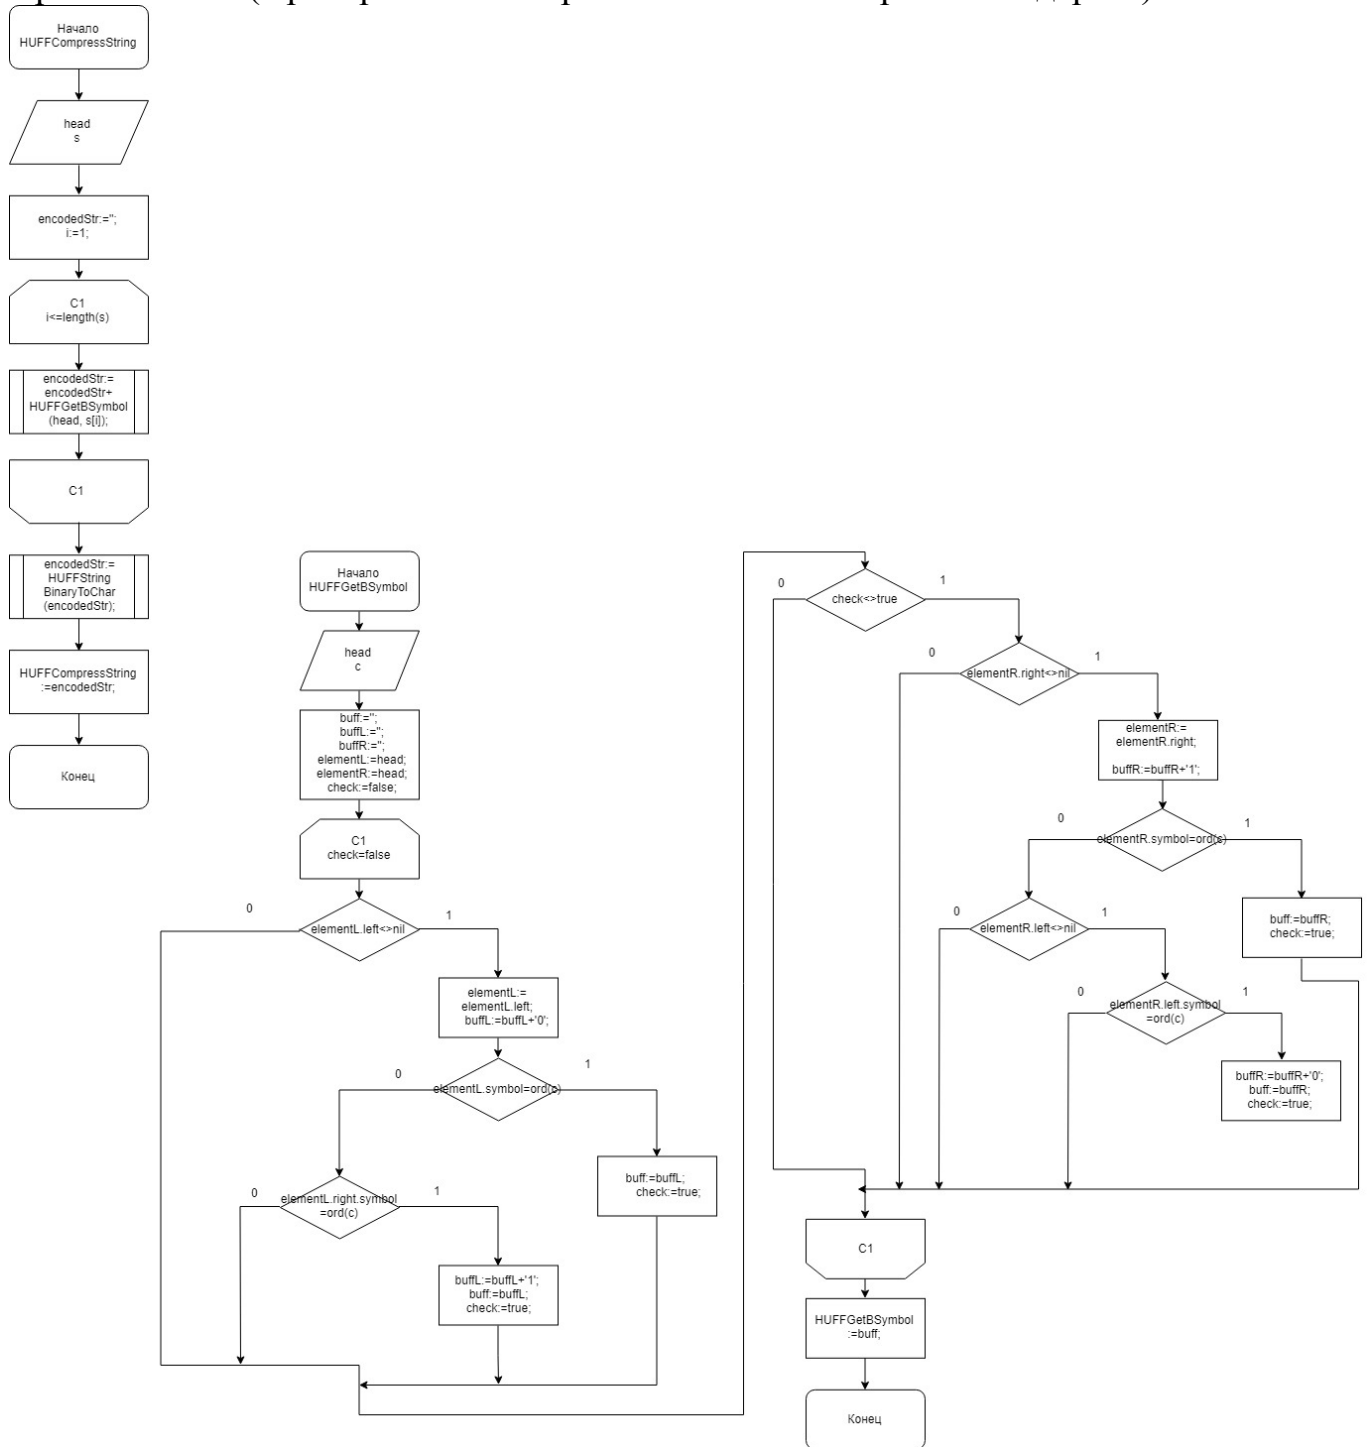 Начало
HUFFCompressString
head
s
encodedStr:='';
i:=1;
C1
i<=length(s)
encodedStr:=
encodedStr+
HUFFGetBSymbol
(head, s[i]);
C1
encodedStr:=
HUFFString
BinaryToChar
(encodedStr);
HUFFCompressString
:=encodedStr;
Конец
Начало
HUFFGetBSymbol
head
c
buff:='';
buffL:='';
buffR:='';
elementL:=head;
elementR:=head;
check:=false;
C1
check=false
0
elementL.left<>nil
1
elementL:=
elementL.left;
buffL:=buffL+'0';
0
elementL.symbol=ord(c)
1
buff:=buffL;
check:=true;
0
elementL.right.symbol
=ord(c)
1
buffL:=buffL+'1';
buff:=buffL;
check:=true;
0
check<>true
1
0
elementR.right<>nil
1
elementR:=
elementR.right;
buffR:=buffR+'1';
0
elementR.symbol=ord(s)
1
buff:=buffR;
check:=true;
0
elementR.left<>nil
1
0
elementR.left.symbol
=ord(c)
1
buffR:=buffR+'0';
buff:=buffR;
check:=true;
C1
HUFFGetBSymbol
:=buff;
Конец